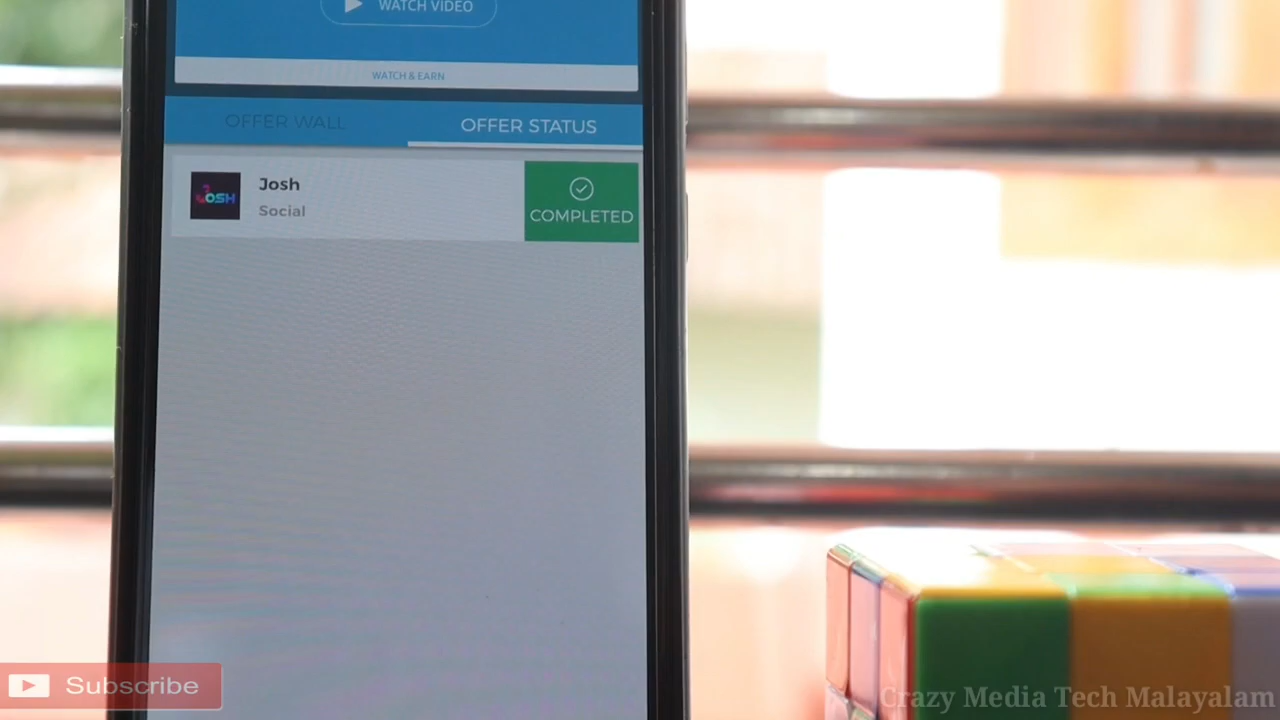 WATCH VIDEO
WATCH & EARN
OFFER WALL
OFFER STATUS
JOSH
Josh
Social
COMPLETED
Subscribe
Crazy Media Tech Malayalam